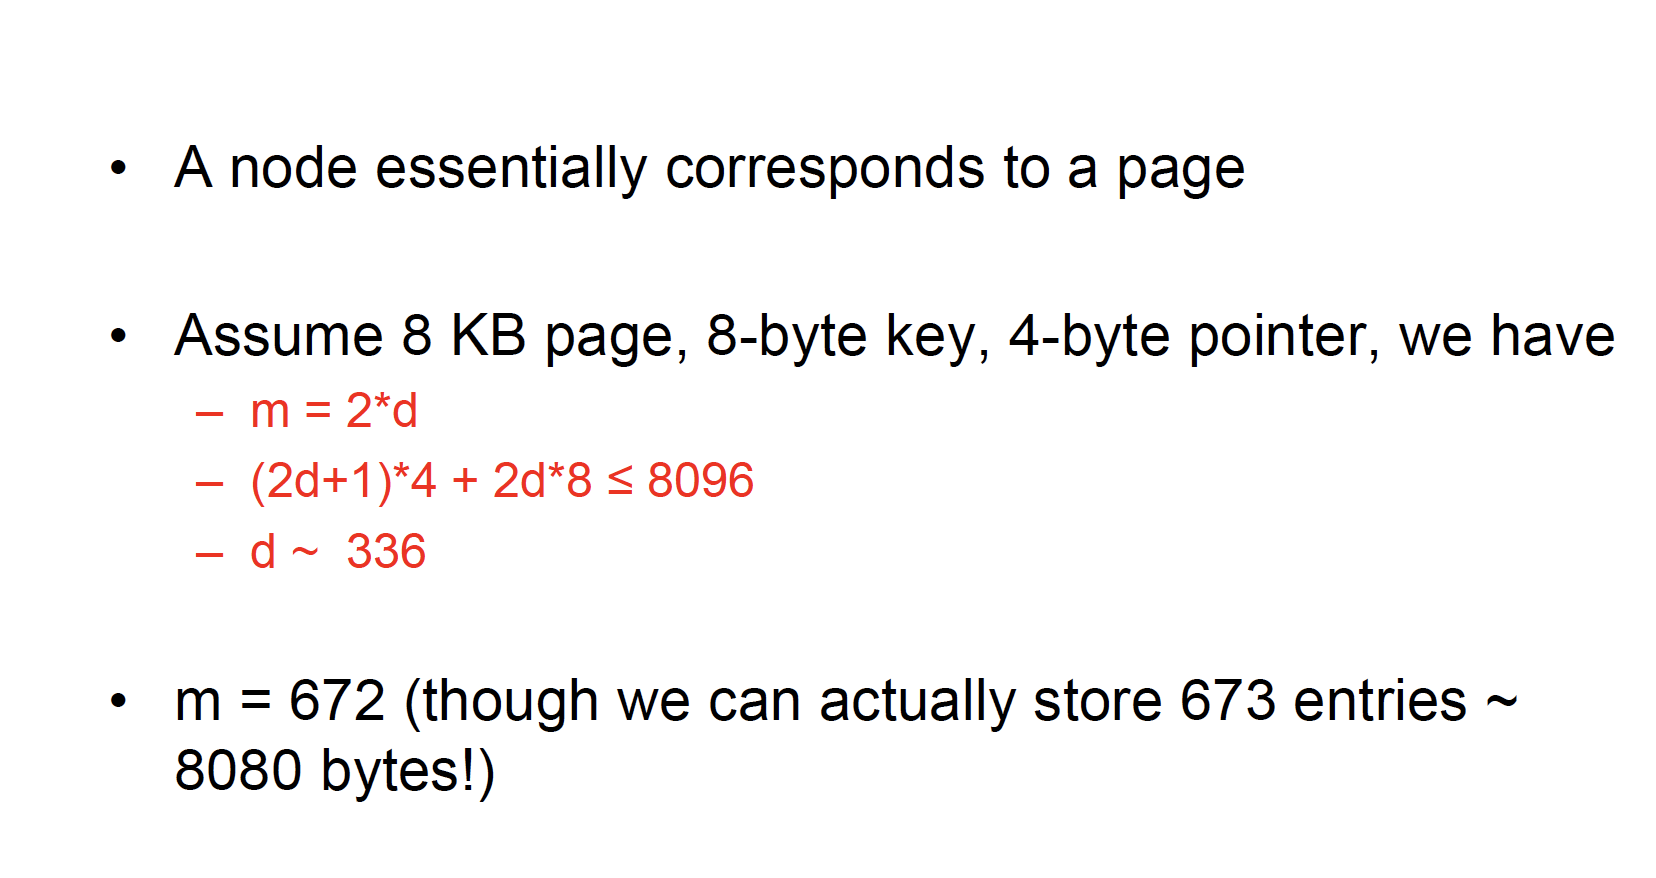 • A node essentially corresponds to a page
• Assume 8 KB page, 8-byte key, 4-byte pointer, we have
– m = 2*d
– (2d+1)*4 + 2d*8 ≤ 8096
– d ~ 336
• m = 672 (though we can actually store 673 entries ~
8080 bytes!)